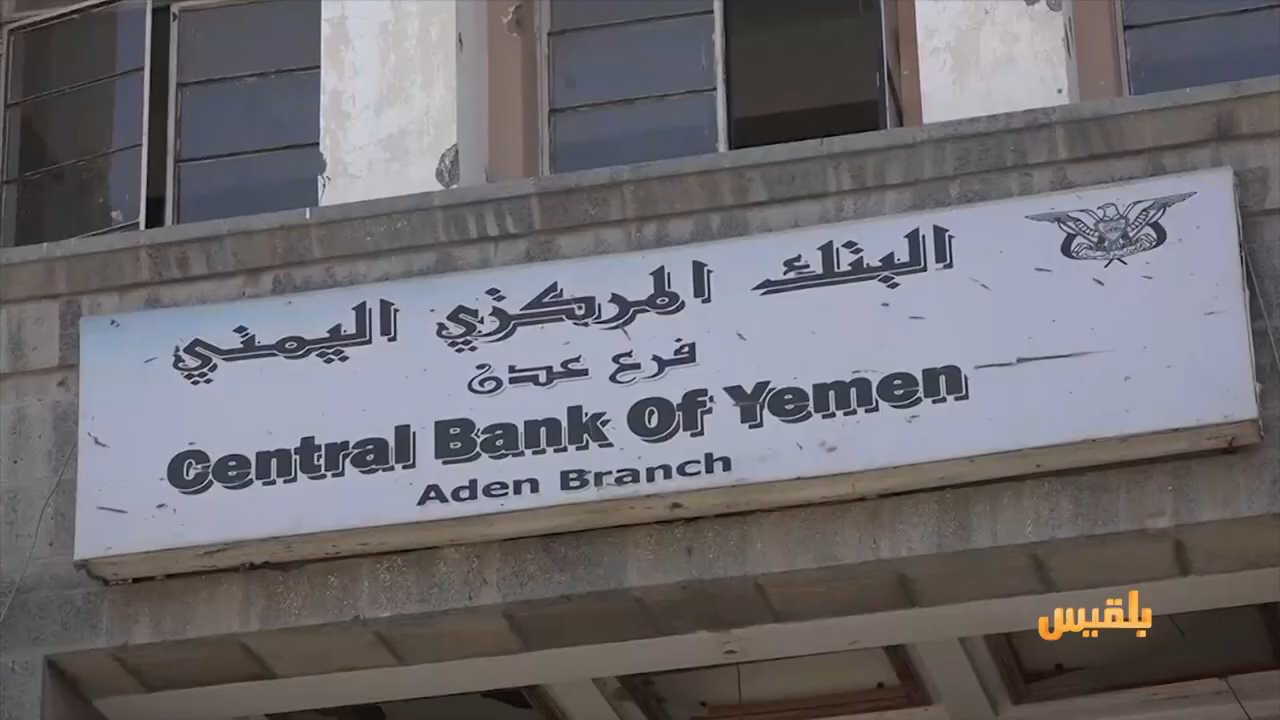 البنك المركزي اليمني
فرع عدن
Central Bank Of Yemen
Aden Branch
بلقيس